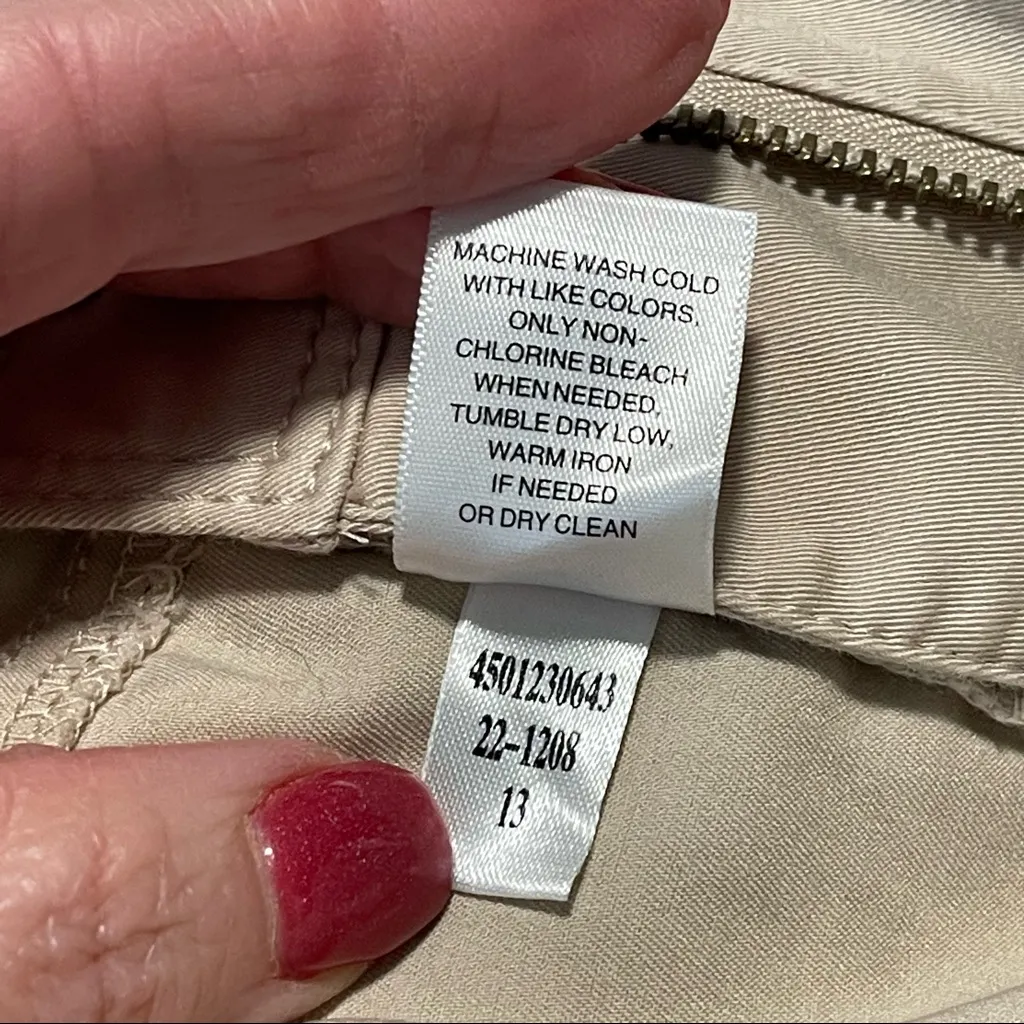 MACHINE WASH COLD
WITH LIKE COLORS,
ONLY NON-
CHLORINE BLEACH
WHEN NEEDED.
TUMBLE DRY LOW,
WARM IRON
IF NEEDED
OR DRY CLEAN
4501230643
22-1208
13